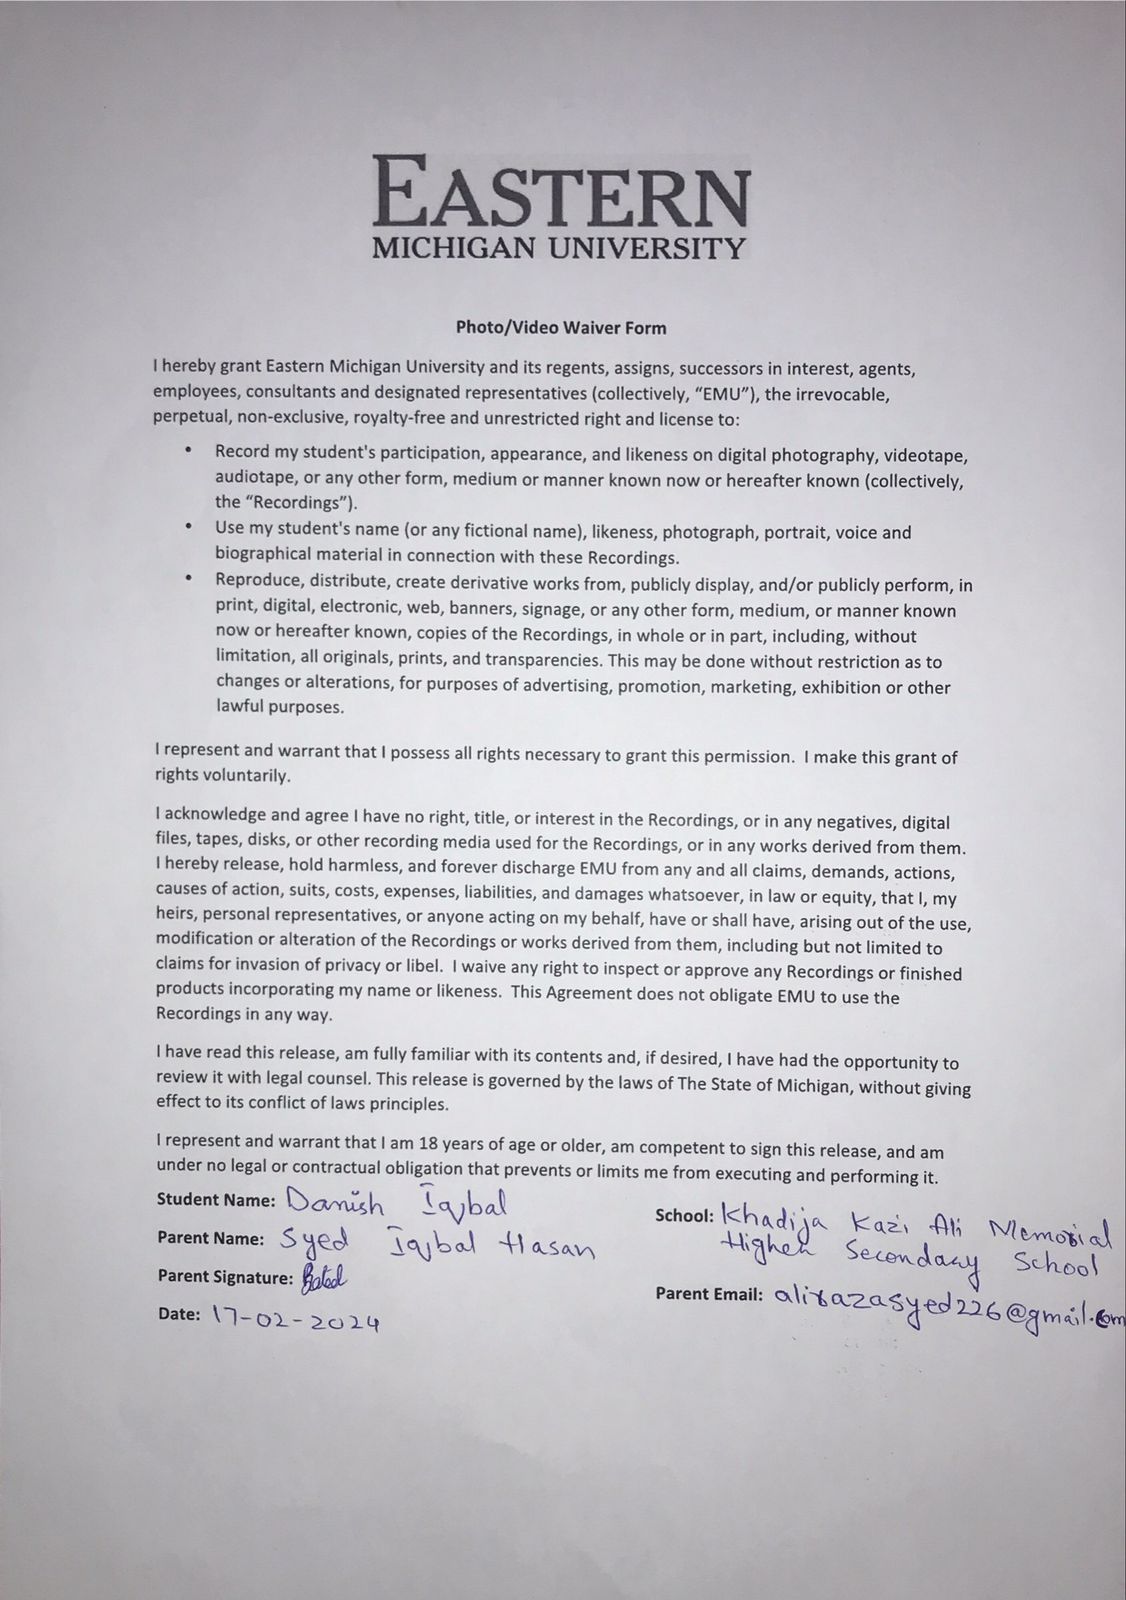 EASTERN
MICHIGAN UNIVERSITY
Photo/Video Waiver Form
I hereby grant Eastern Michigan University and its regents, assigns, successors in interest, agents,
employees, consultants and designated representatives (collectively, “EMU”), the irrevocable,
perpetual, non-exclusive, royalty-free and unrestricted right and license to:
• Record my student's participation, appearance, and likeness on digital photography, videotape,
audiotape, or any other form, medium or manner known now or hereafter known (collectively,
the “Recordings”).
• Use my student's name (or any fictional name), likeness, photograph, portrait, voice and
biographical material in connection with these Recordings.
• Reproduce, distribute, create derivative works from, publicly display, and/or publicly perform, in
print, digital, electronic, web, banners, signage, or any other form, medium, or manner known
now or hereafter known, copies of the Recordings, in whole or in part, including, without
limitation, all originals, prints, and transparencies. This may be done without restriction as to
changes or alterations, for purposes of advertising, promotion, marketing, exhibition or other
lawful purposes.
I represent and warrant that I possess all rights necessary to grant this permission. I make this grant of
rights voluntarily.
I acknowledge and agree I have no right, title, or interest in the Recordings, or in any negatives, digital
files, tapes, disks, or other recording media used for the Recordings, or in any works derived from them.
I hereby release, hold harmless, and forever discharge EMU from any and all claims, demands, actions,
causes of action, suits, costs, expenses, liabilities, and damages whatsoever, in law or equity, that I, my
heirs, personal representatives, or anyone acting on my behalf, have or shall have, arising out of the use,
modification or alteration of the Recordings or works derived from them, including but not limited to
claims for invasion of privacy or libel. I waive any right to inspect or approve any Recordings or finished
products incorporating my name or likeness. This Agreement does not obligate EMU to use the
Recordings in any way.
I have read this release, am fully familiar with its contents and, if desired, I have had the opportunity to
review it with legal counsel. This release is governed by the laws of The State of Michigan, without giving
effect to its conflict of laws principles.
I represent and warrant that I am 18 years of age or older, am competent to sign this release, and am
under no legal or contractual obligation that prevents or limits me from executing and performing it.
Student Name: Danish Iqbal
Parent Name: Syed Iqbal Hasan
Parent Signature:
Date: 17-02-2024
School: Khadija Kazi Ali Memorial
Higher Secondary School
Parent Email: alirazasyed226@gmail.com